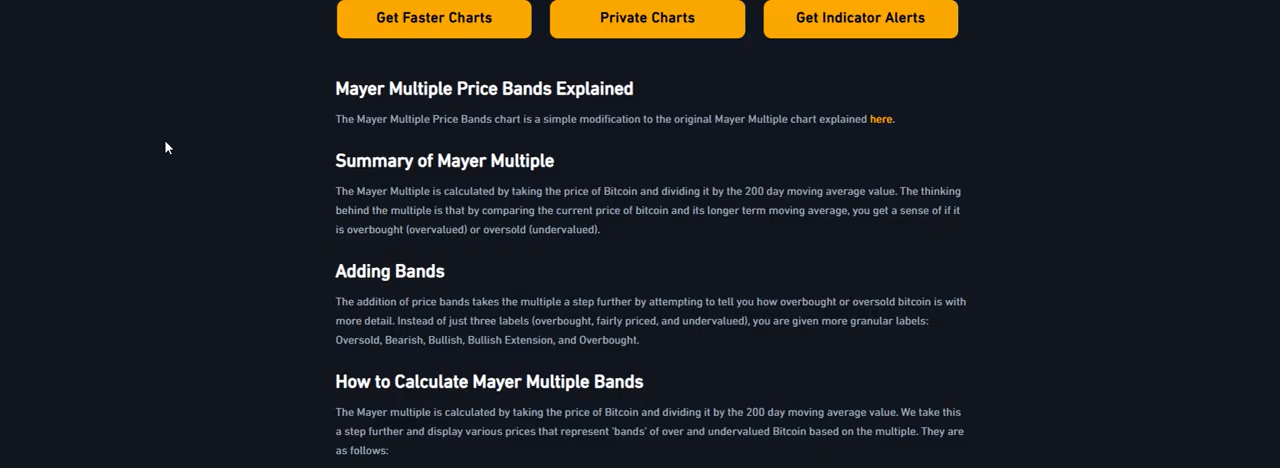 Get Faster Charts
Private Charts
Get Indicator Alerts
Mayer Multiple Price Bands Explained
The Mayer Multiple Price Bands chart is a simple modification to the original Mayer Multiple chart explained here.
Summary of Mayer Multiple
The Mayer Multiple is calculated by taking the price of Bitcoin and dividing it by the 200 day moving average value. The thinking
behind the multiple is that by comparing the current price of bitcoin and its longer term moving average, you get a sense of if it
is overbought (overvalued) or oversold (undervalued).
Adding Bands
The addition of price bands takes the multiple a step further by attempting to tell you how overbought or oversold bitcoin is with
more detail. Instead of just three labels (overbought, fairly priced, and undervalued), you are given more granular labels:
Oversold, Bearish, Bullish, Bullish Extension, and Overbought.
How to Calculate Mayer Multiple Bands
The Mayer multiple is calculated by taking the price of Bitcoin and dividing it by the 200 day moving average value. We take this
a step further and display various prices that represent ‘bands’ of over and undervalued Bitcoin based on the multiple. They are
as follows: